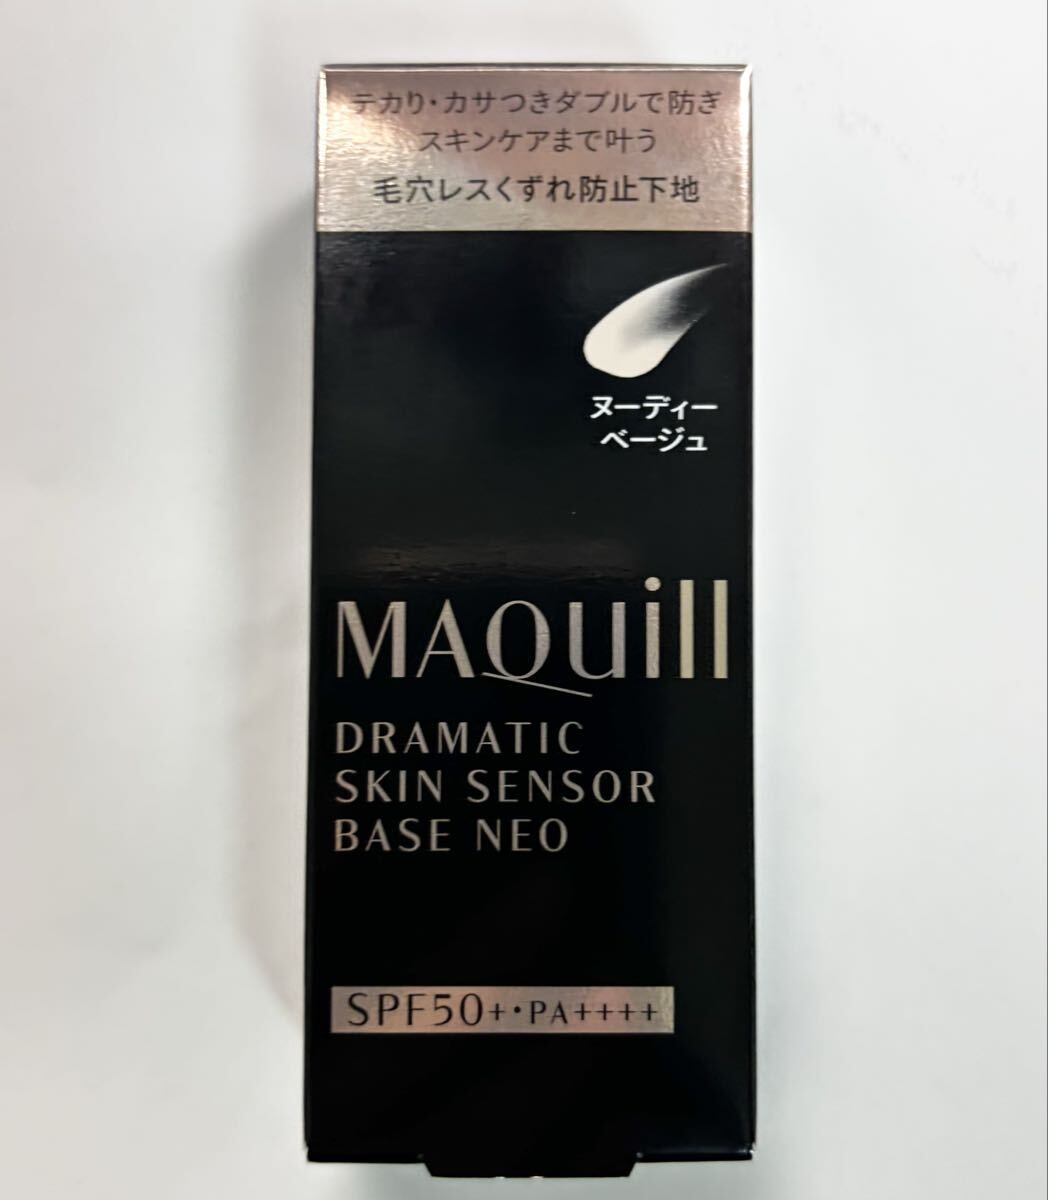 テカり・カサつきダブルで防ぎ
スキンケアまで叶う
毛穴レスくずれ防止下地
ヌーディー
ベージュ
MAQuill
DRAMATIC
SKIN SENSOR
BASE NEO
SPF50+・PA++++